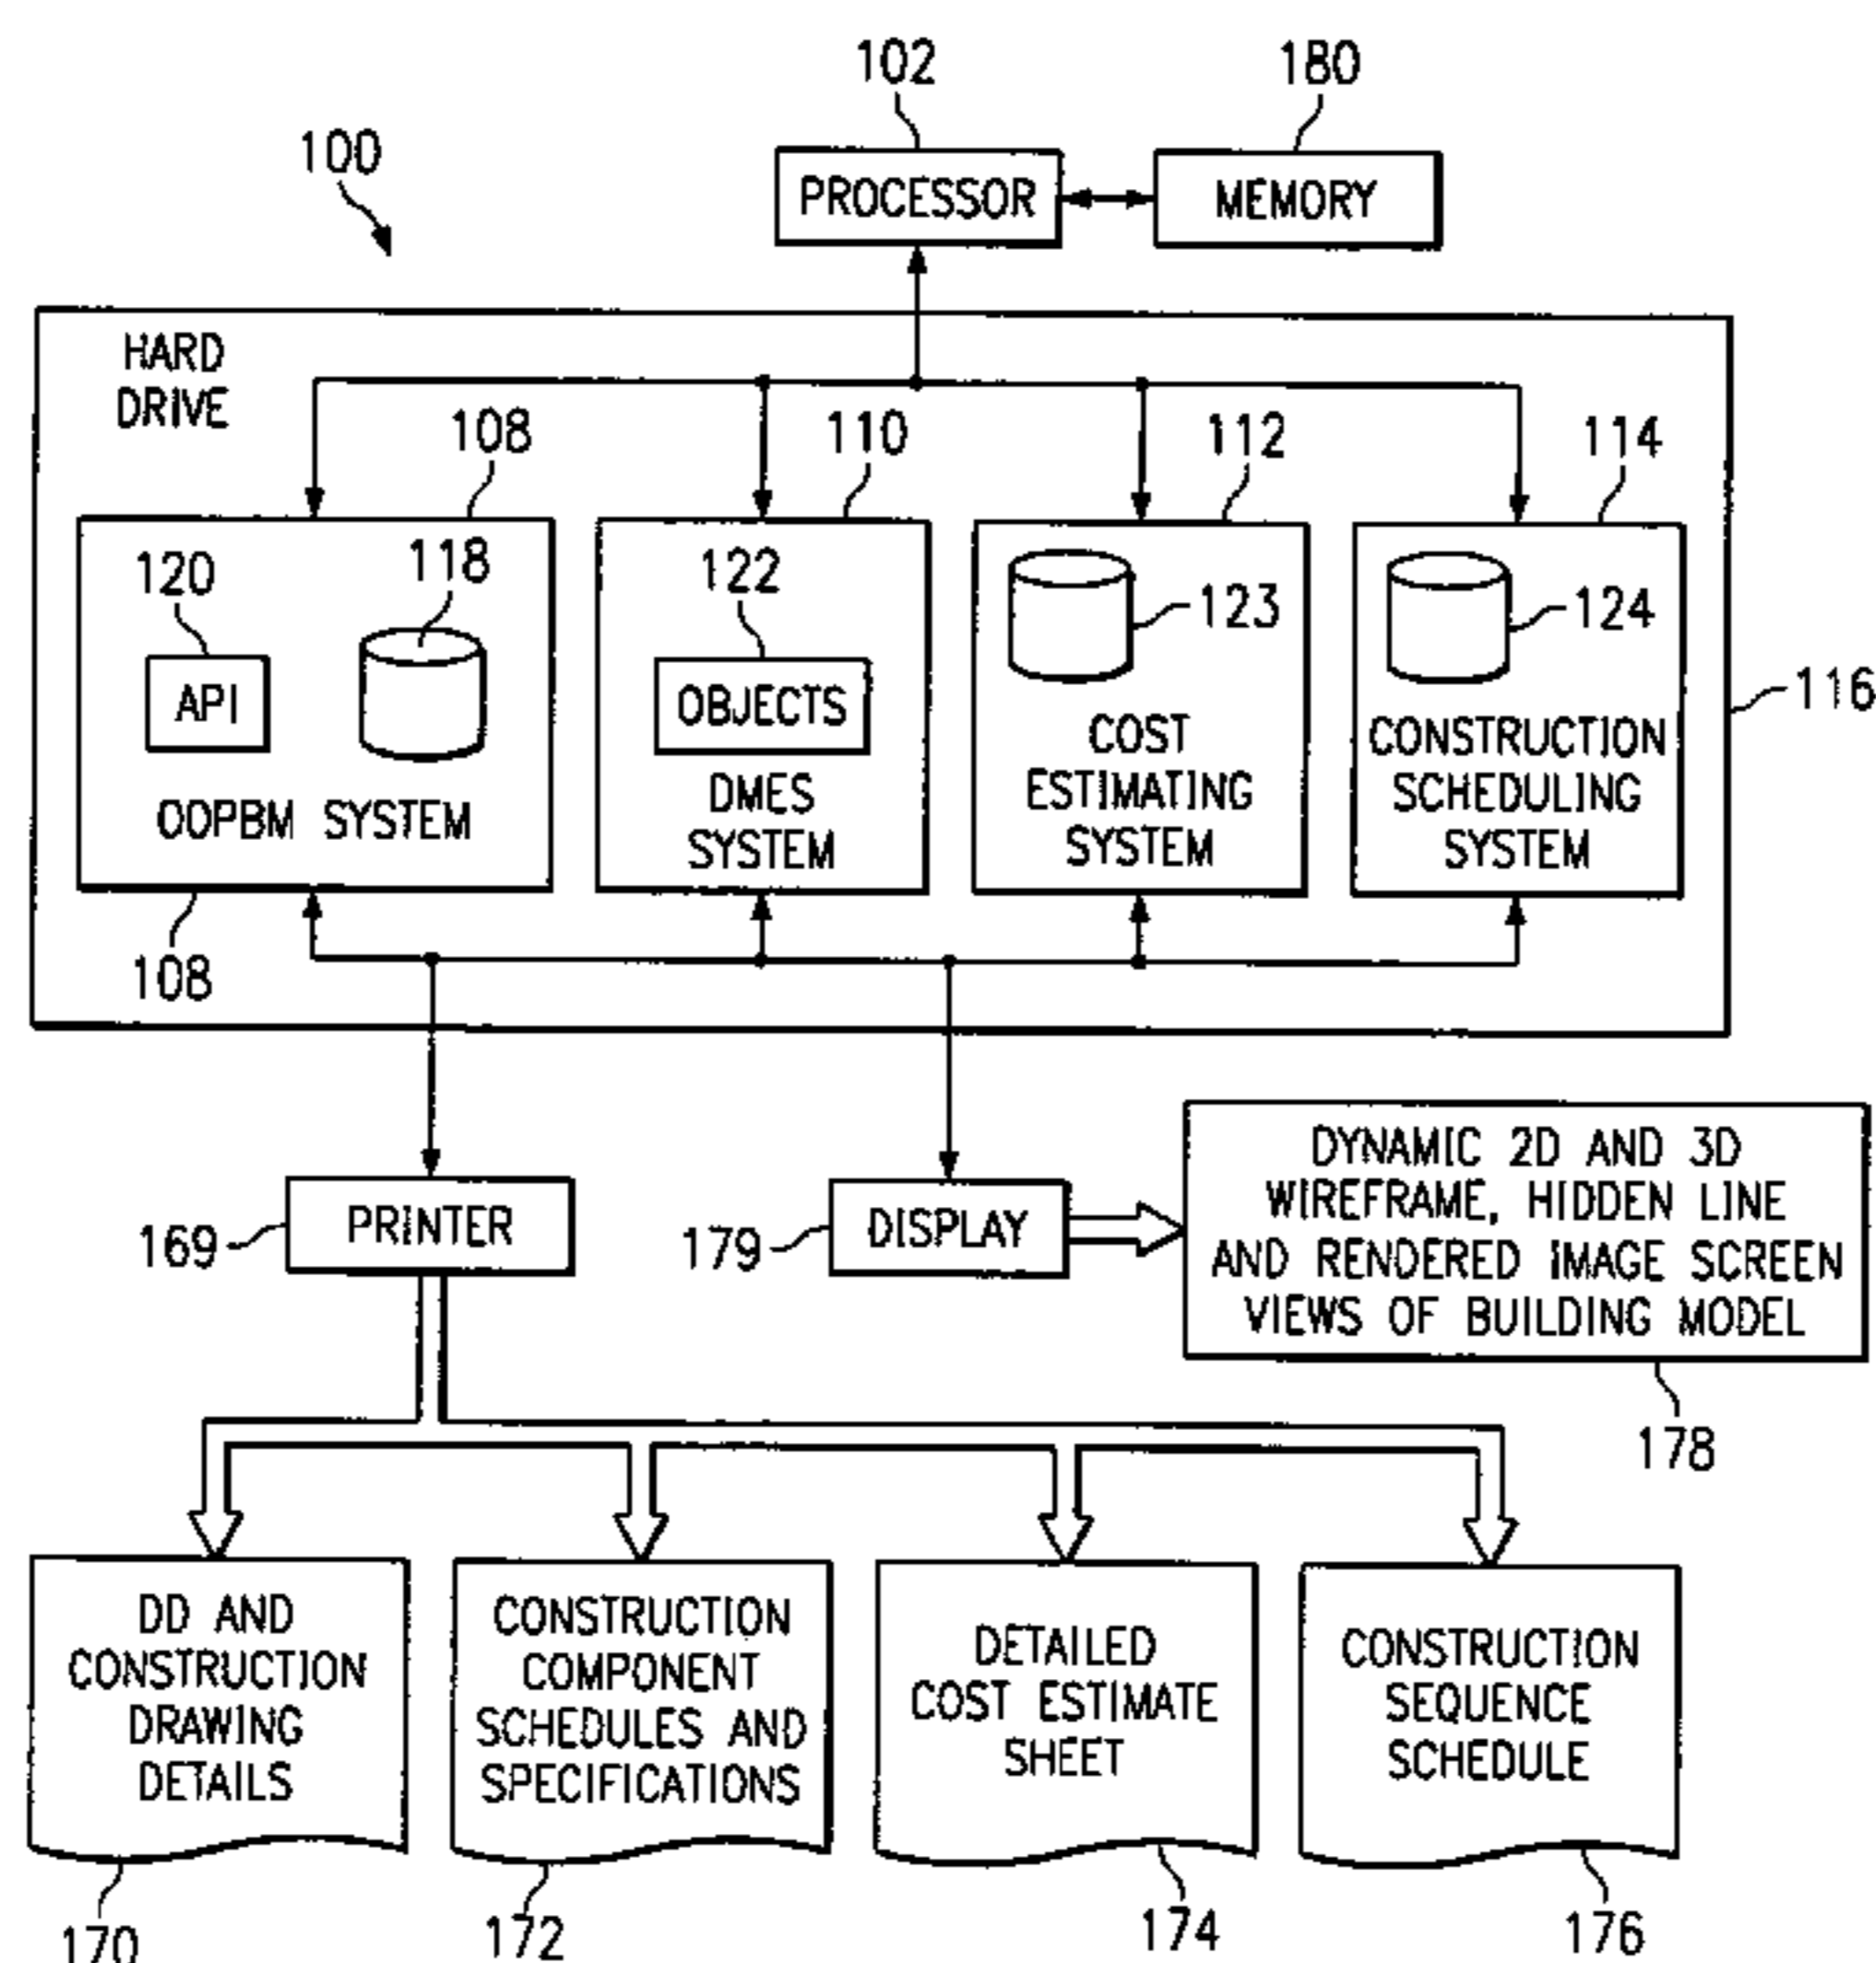 102
180
100
PROCESSOR
MEMORY
HARD
DRIVE
108
110
112
114
120
118
122
123
124
116
API
OBJECTS
OOPBM SYSTEM
DMES
SYSTEM
COST
ESTIMATING
SYSTEM
CONSTRUCTION
SCHEDULING
SYSTEM
108
169
PRINTER
179
DISPLAY
DYNAMIC 2D AND 3D
WIREFRAME, HIDDEN LINE
AND RENDERED IMAGE SCREEN
VIEWS OF BUILDING MODEL
178
DD AND
CONSTRUCTION
DRAWING
DETAILS
CONSTRUCTION
COMPONENT
SCHEDULES AND
SPECIFICATIONS
DETAILED
COST ESTIMATE
SHEET
CONSTRUCTION
SEQUENCE
SCHEDULE
170
172
174
176